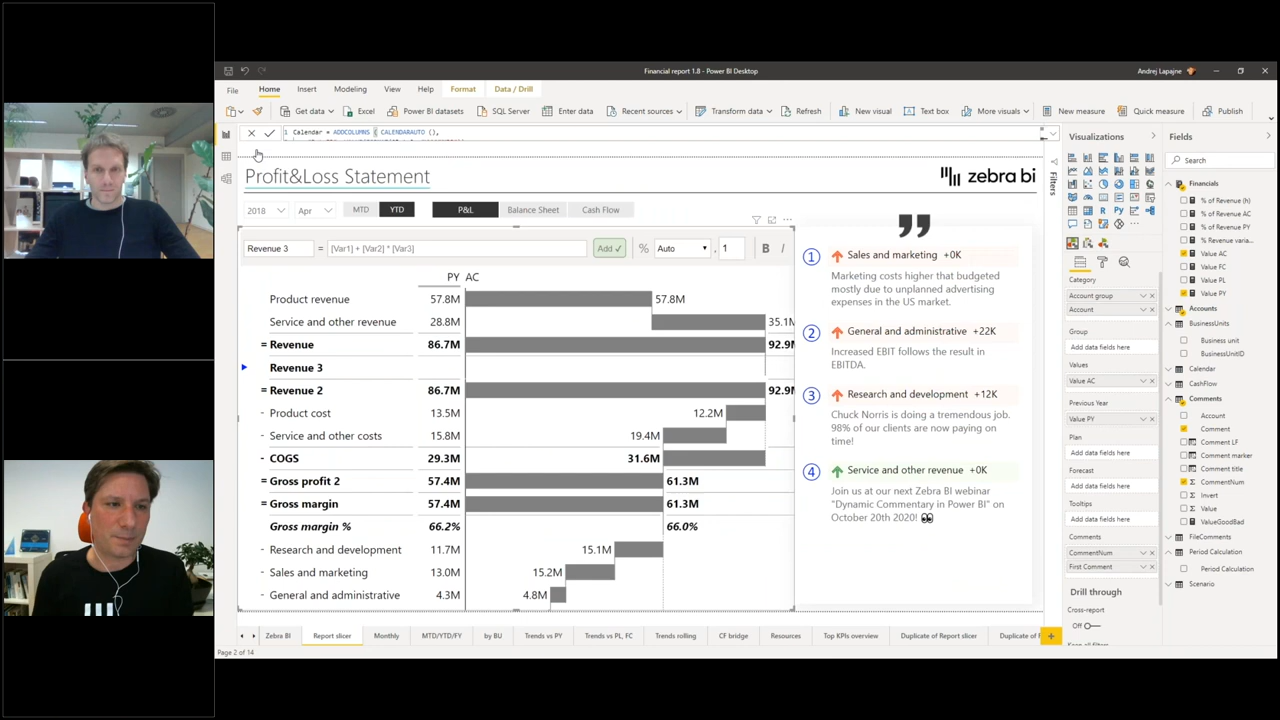 Financial report 1.8 - Power BI Desktop
Andrej Lapajne
File
Home
Insert
Modeling
View
Help
Format
Data / Drill
Get data
Excel
Power BI datasets
SQL Server
Enter data
Recent sources
Transform data
Refresh
New visual
Text box
More visuals
New measure
Quick measure
Publish
1 Calendar = ADDCOLUMNS ( CALENDARAUTO (),
Profit&Loss Statement
zebra bi
2018
Apr
MTD
YTD
P&L
Balance Sheet
Cash Flow
Revenue 3
=
[Var1] + [Var2] * [Var3]
Add ✓
%
Auto
,
1
B
I
PY AC
Product revenue 57.8M 57.8M
Service and other revenue 28.8M 35.1M
= Revenue 86.7M 92.9M
Revenue 3
= Revenue 2 86.7M 92.9M
- Product cost 13.5M 12.2M
- Service and other costs 15.8M 19.4M
- COGS 29.3M 31.6M
= Gross profit 2 57.4M 61.3M
= Gross margin 57.4M 61.3M
Gross margin % 66.2% 66.0%
- Research and development 11.7M 15.1M
- Sales and marketing 13.0M 15.2M
- General and administrative 4.3M 4.8M
1 Sales and marketing +0K
Marketing costs higher that budgeted
mostly due to unplanned advertising
expenses in the US market.
2 General and administrative +22K
Increased EBIT follows the result in
EBITDA.
3 Research and development +12K
Chuck Norris is doing a tremendous job.
98% of our clients are now paying on
time!
4 Service and other revenue +0K
Join us at our next Zebra BI webinar
"Dynamic Commentary in Power BI" on
October 20th 2020! 👀
Filters
Visualizations
Category
Account group
Account
Group
Add data fields here
Values
Value AC
Previous Year
Value PY
Plan
Add data fields here
Forecast
Add data fields here
Tooltips
Add data fields here
Comments
CommentNum
First Comment
Drill through
Cross-report
Off
Fields
Search
Financials
% of Revenue (h)
% of Revenue AC
% of Revenue PY
% Revenue varia...
Value AC
Value FC
Value PL
Value PY
Accounts
BusinessUnits
Business unit
BusinessUnitID
Calendar
CashFlow
Comments
Account
Comment
Comment LF
Comment marker
Comment title
CommentNum
Invert
Value
ValueGoodBad
FileComments
Period Calculation
Period Calculation
Scenario
Zebra BI
Report slicer
Monthly
MTD/YTD/FY
by BU
Trends vs PY
Trends vs PL, FC
Trends rolling
CF bridge
Resources
Top KPIs overview
Duplicate of Report slicer
Duplicate of
Page 2 of 14